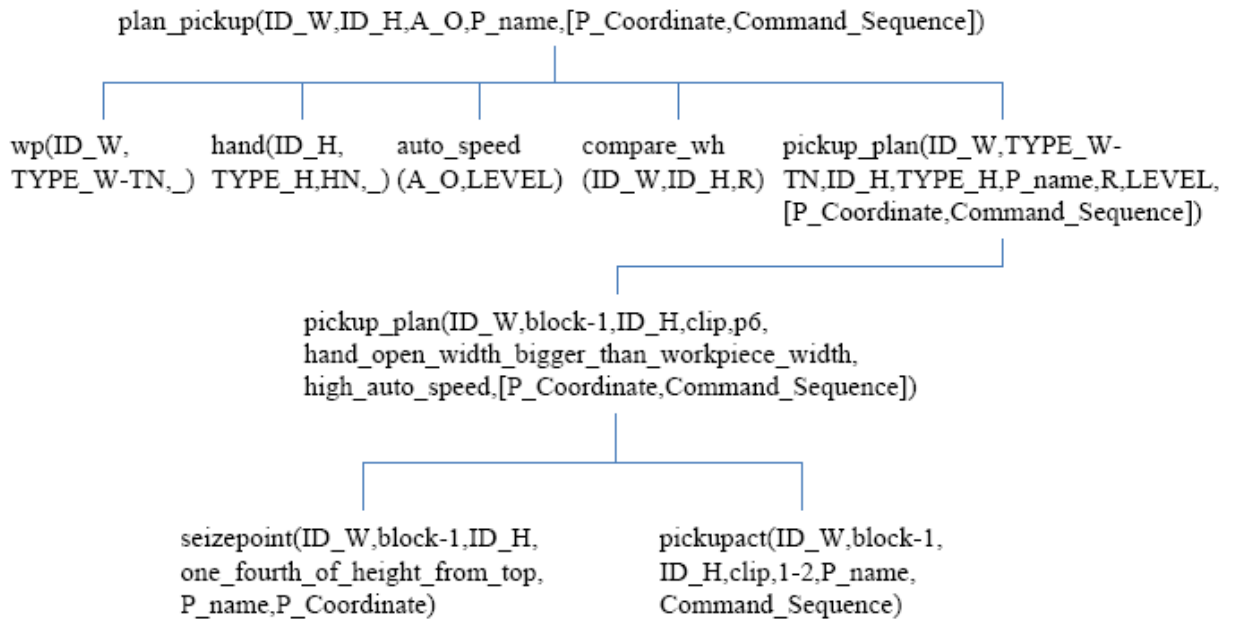 plan_pickup(ID_W,ID_H,A_O,P_name,[P_Coordinate,Command_Sequence])
wp(ID_W,
TYPE_W-TN,_)
hand(ID_H,
TYPE_H,HN,_)
auto_speed
(A_O,LEVEL)
compare_wh
(ID_W,ID_H,R)
pickup_plan(ID_W,TYPE_W-
TN,ID_H,TYPE_H,P_name,R,LEVEL,
[P_Coordinate,Command_Sequence])
pickup_plan(ID_W,block-1,ID_H,clip,p6,
hand_open_width_bigger_than_workpiece_width,
high_auto_speed,[P_Coordinate,Command_Sequence])
seizepoint(ID_W,block-1,ID_H,
one_fourth_of_height_from_top,
P_name,P_Coordinate)
pickupact(ID_W,block-1,
ID_H,clip,1-2,P_name,
Command_Sequence)